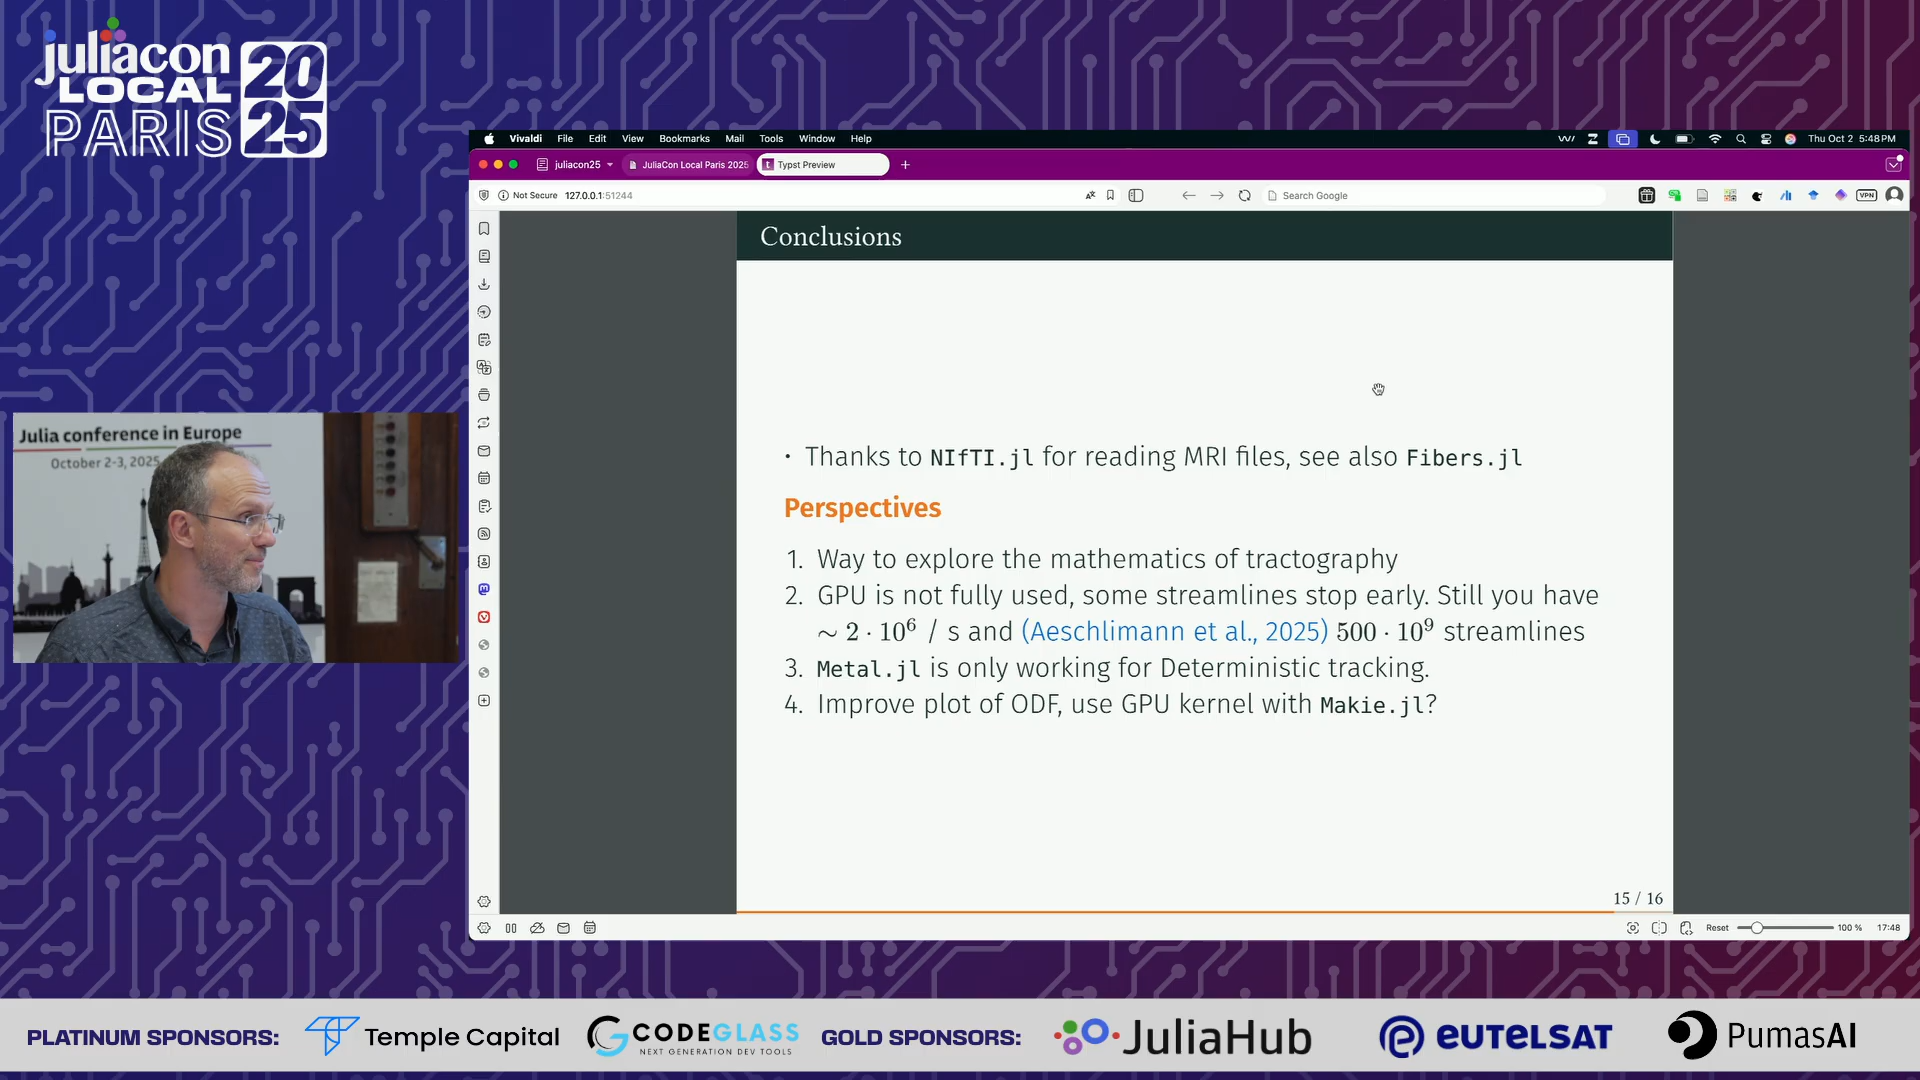 juliacon
LOCAL
PARIS
20
25
Vivaldi File Edit View Bookmarks Mail Tools Window Help
Thu Oct 2 5:48 PM
juliacon25
JuliaCon Local Paris 2025
Typst Preview
Not Secure 127.0.0.1:51244
Search Google
VPN
Conclusions
• Thanks to NIfTI.jl for reading MRI files, see also Fibers.jl
Perspectives
1. Way to explore the mathematics of tractography
2. GPU is not fully used, some streamlines stop early. Still you have
∼ 2 · 10⁶ / s and (Aeschlimann et al., 2025) 500 · 10⁹ streamlines
3. Metal.jl is only working for Deterministic tracking.
4. Improve plot of ODF, use GPU kernel with Makie.jl?
15 / 16
Reset 100 % 17:48
Julia conference in Europe
October 2-3, 2025
PLATINUM SPONSORS: Temple Capital CODEGLASS GOLD SPONSORS: JuliaHub EUTELSAT PumasAI
NEXT GENERATION DEV TOOLS